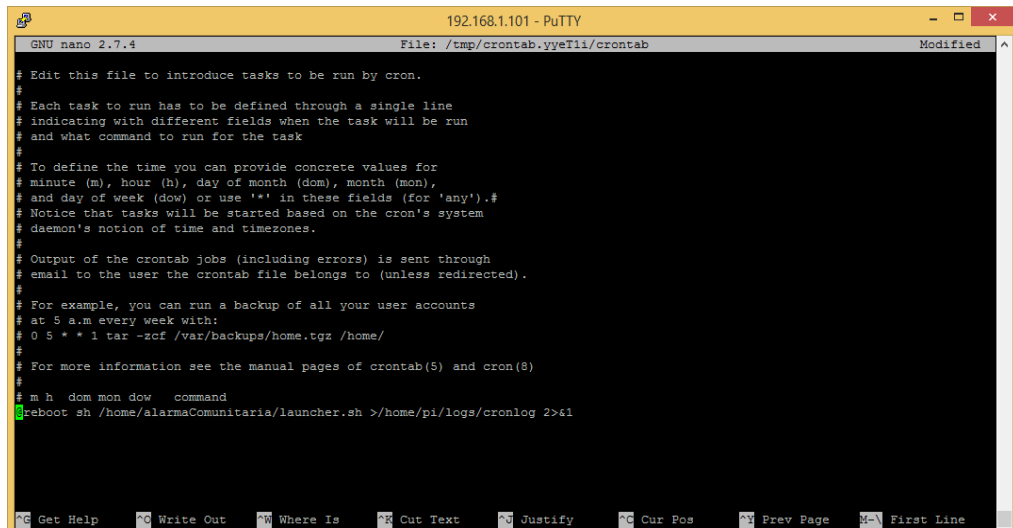 192.168.1.101 - PuTTY
GNU nano 2.7.4 File: /tmp/crontab.yyeT1i/crontab Modified
# Edit this file to introduce tasks to be run by cron.
#
# Each task to run has to be defined through a single line
# indicating with different fields when the task will be run
# and what command to run for the task
#
# To define the time you can provide concrete values for
# minute (m), hour (h), day of month (dom), month (mon),
# and day of week (dow) or use '*' in these fields (for 'any').#
# Notice that tasks will be started based on the cron's system
# daemon's notion of time and timezones.
#
# Output of the crontab jobs (including errors) is sent through
# email to the user the crontab file belongs to (unless redirected).
#
# For example, you can run a backup of all your user accounts
# at 5 a.m every week with:
# 0 5 * * 1 tar -zcf /var/backups/home.tgz /home/
#
# For more information see the manual pages of crontab(5) and cron(8)
#
# m h  dom mon dow   command
@reboot sh /home/alarmaComunitaria/launcher.sh >/home/pi/logs/cronlog 2>&1
^G Get Help ^O Write Out ^W Where Is ^K Cut Text ^J Justify ^C Cur Pos ^Y Prev Page M-\ First Line